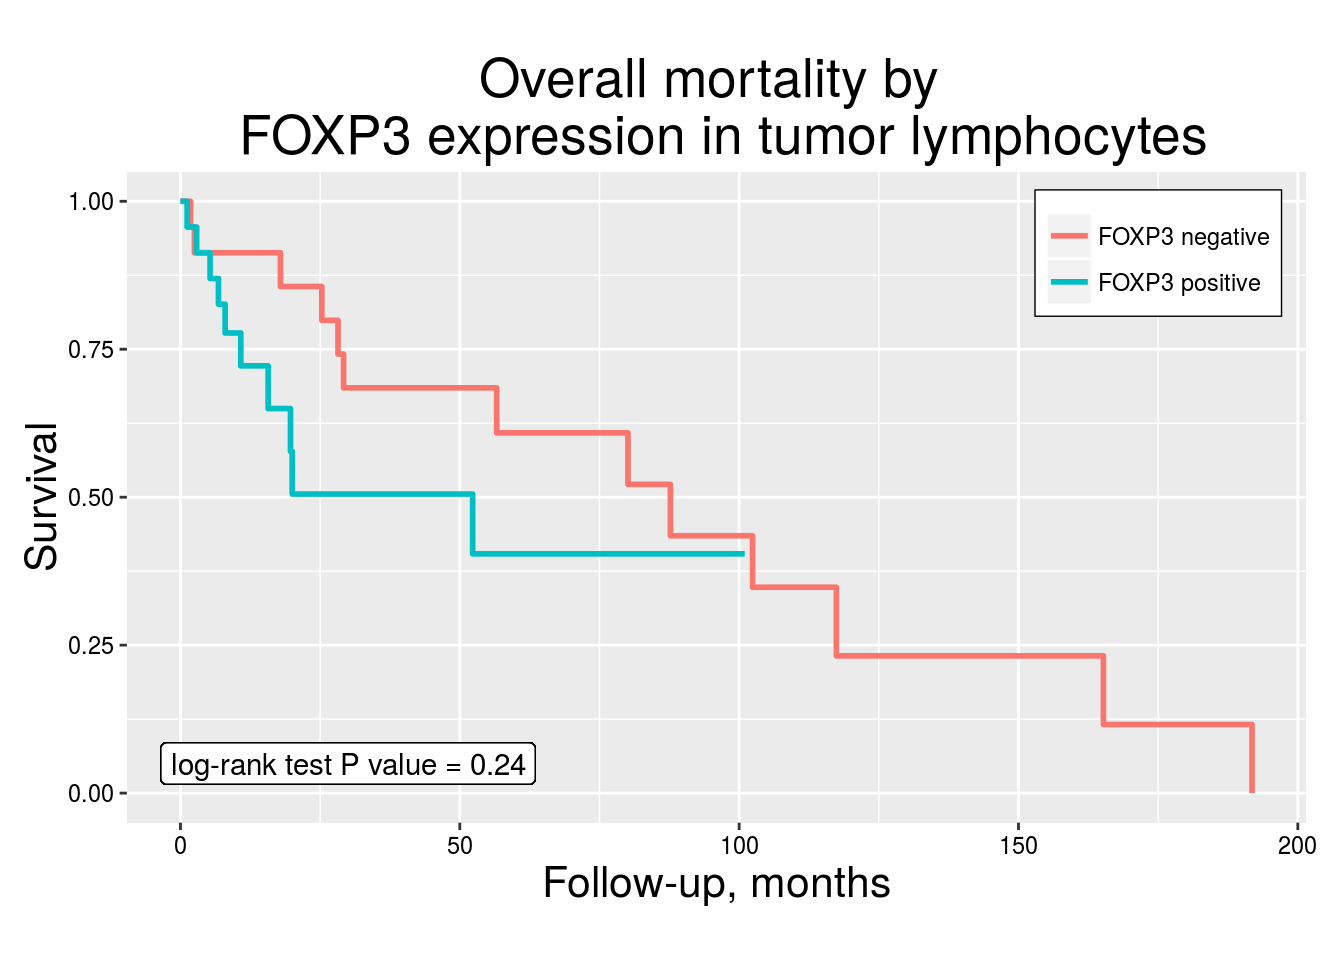 Overall mortality by
FOXP3 expression in tumor lymphocytes
1.00
0.75
0.50
0.25
0.00
Survival
FOXP3 negative
FOXP3 positive
log-rank test P value = 0.24
0
50
100
150
200
Follow-up, months